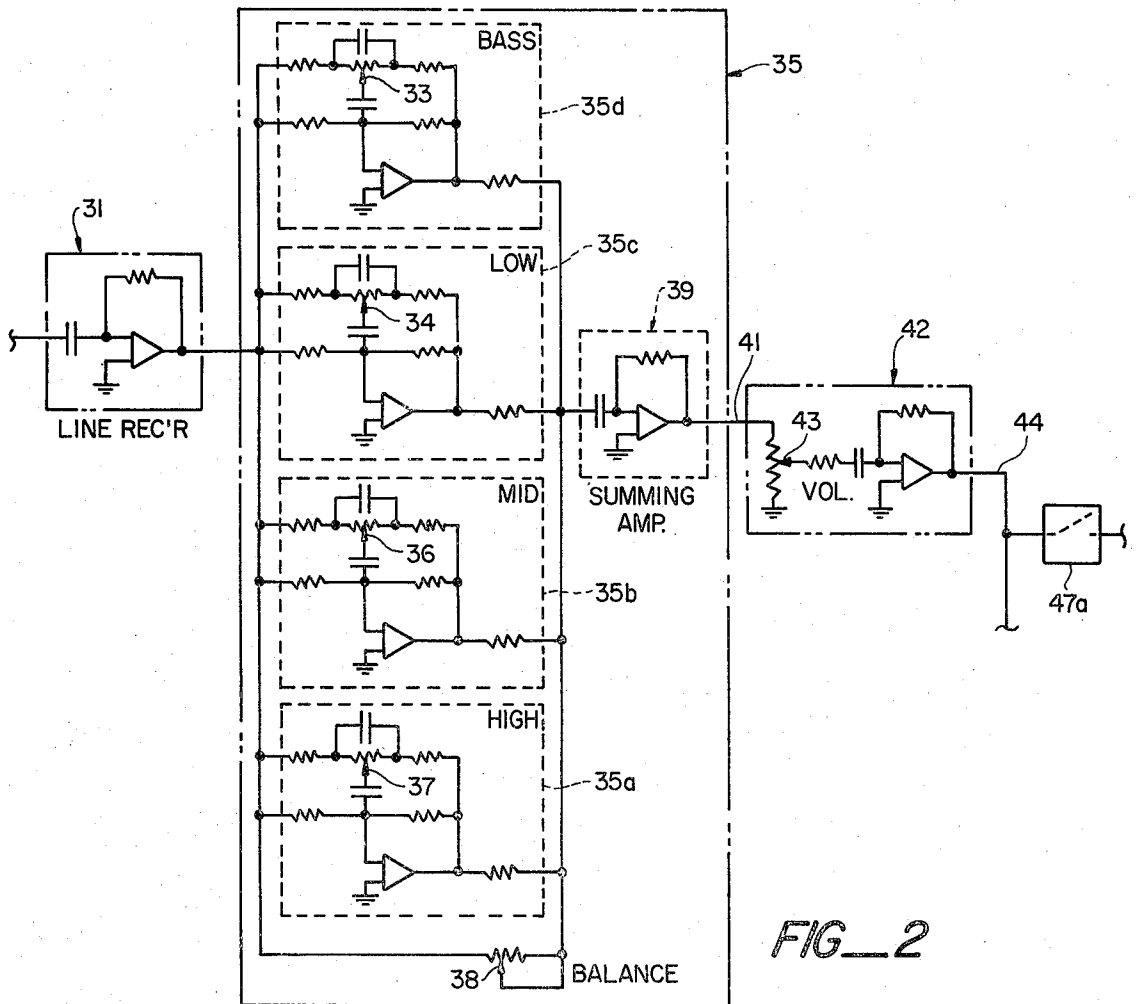 BASS
35
33
35d
31
35c
LOW
34
39
41
42
43
44
LINE REC'R
VOL.
SUMMING
AMP.
MID
36
35b
47a
HIGH
37
35a
38
BALANCE
FIG_2